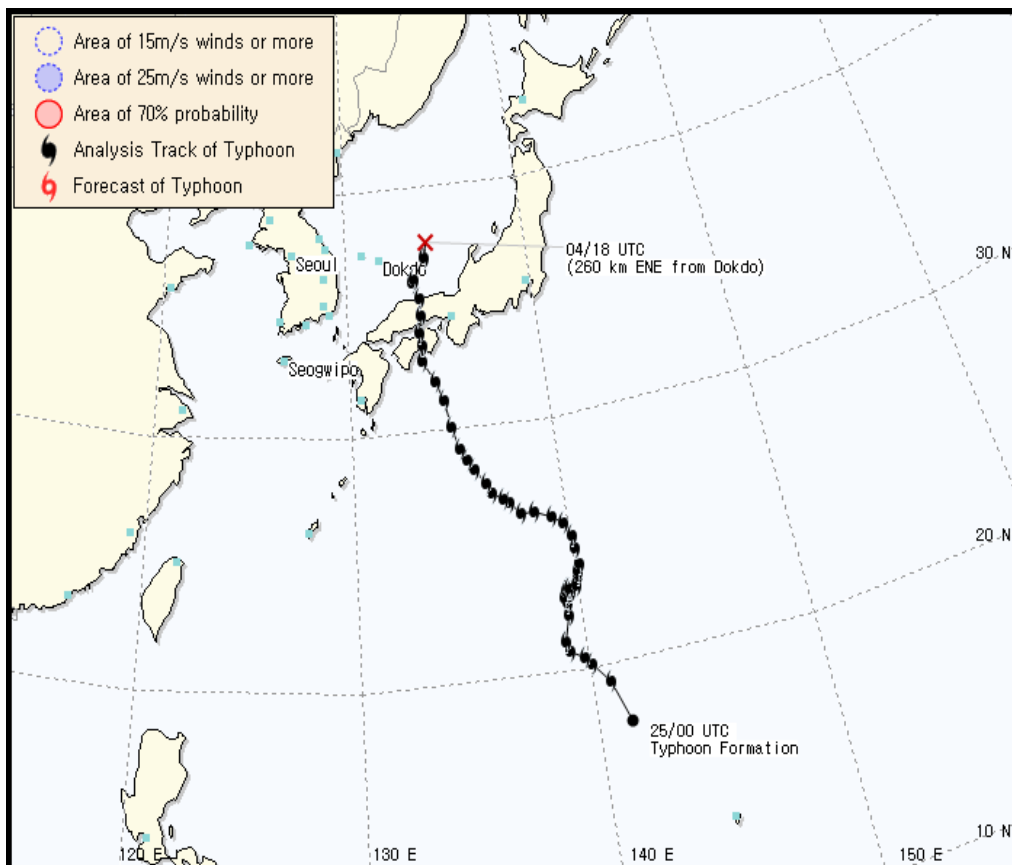 Area of 15m/s winds or more
Area of 25m/s winds or more
Area of 70% probability
Analysis Track of Typhoon
Forecast of Typhoon
04/18 UTC
(260 km ENE from Dokdo)
30 N
Seoul
Dokdo
Seogwipo
20 N
25/00 UTC
Typhoon Formation
10 N
120 E
130 E
140 E
150 E